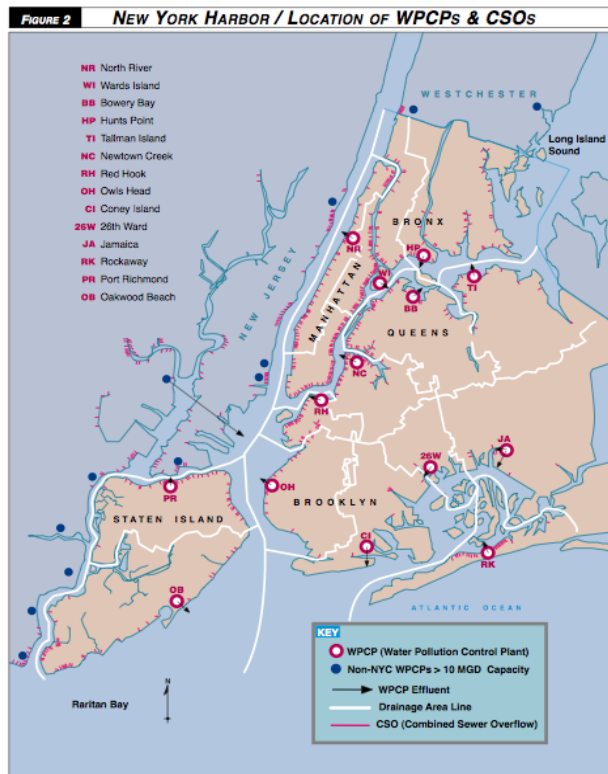 FIGURE 2
NEW YORK HARBOR / LOCATION OF WPCPS & CSOS
NR North River
WI Wards Island
BB Bowery Bay
HP Hunts Point
TI Tallman Island
NC Newtown Creek
RH Red Hook
OH Owls Head
CI Coney Island
26W 26th Ward
JA Jamaica
RK Rockaway
PR Port Richmond
OB Oakwood Beach
WESTCHESTER
Long Island
Sound
BRONX
NEW JERSEY
MANHATTAN
NR
HP
WI
BB
TI
QUEENS
NC
RH
JA
26W
OH
PR
BROOKLYN
STATEN ISLAND
CI
RK
OB
ATLANTIC OCEAN
Raritan Bay
N
KEY
WPCP (Water Pollution Control Plant)
Non-NYC WPCPs > 10 MGD Capacity
WPCP Effluent
Drainage Area Line
CSO (Combined Sewer Overflow)